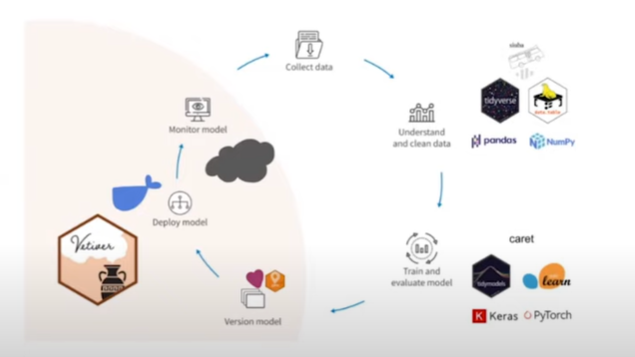 Collect data
Understand
and clean data
tidyverse
data.table
pandas
NumPy
Train and
evaluate model
caret
tidymodels
learn
Keras
PyTorch
Version model
Deploy model
Monitor model
Vetiver